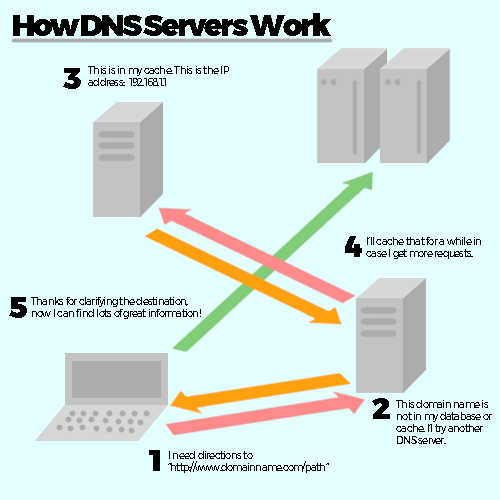 How DNS Servers Work
3
This is in my cache. This is the IP
address: 192.168.1.1
4
I'll cache that for a while in
case I get more requests.
5
Thanks for clarifying the destination,
now I can find lots of great information!
2
This domain name is
not in my database or
cache. I'll try another
DNS server.
1
I need directions to
"http://www.domainname.com/path"